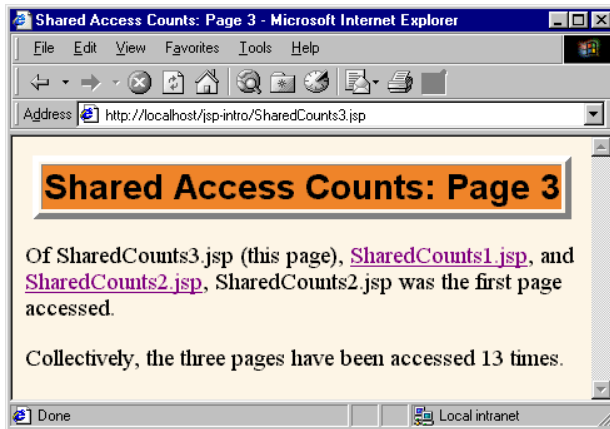 Shared Access Counts: Page 3 - Microsoft Internet Explorer
File Edit View Favorites Tools Help
Address http://localhost/jsp-intro/SharedCounts3.jsp
Shared Access Counts: Page 3
Of SharedCounts3.jsp (this page), SharedCounts1.jsp, and
SharedCounts2.jsp, SharedCounts2.jsp was the first page
accessed.
Collectively, the three pages have been accessed 13 times.
Done Local intranet